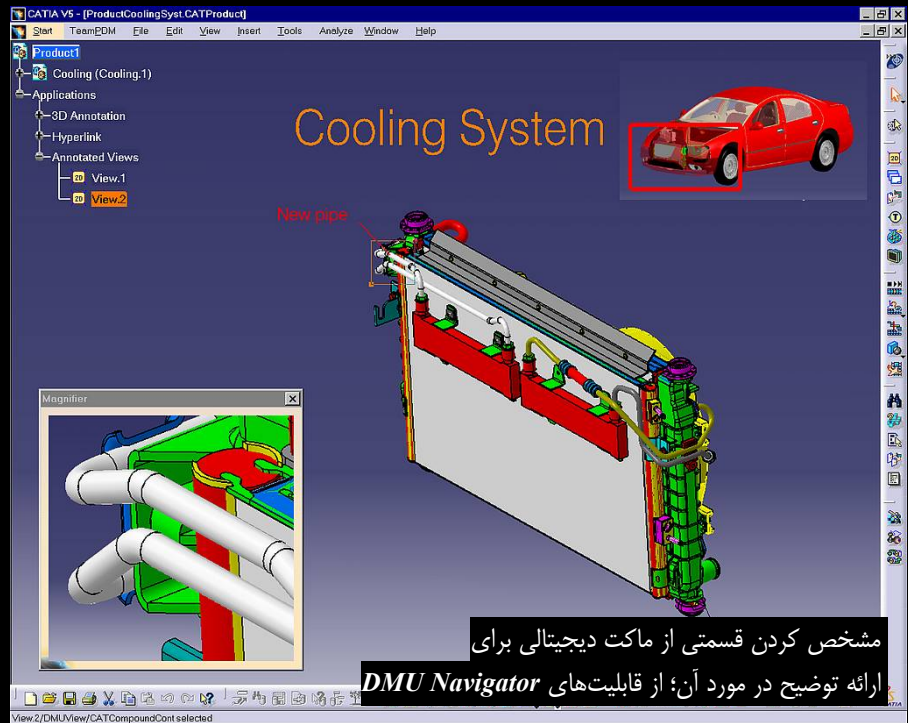 CATIA V5 - [ProductCoolingSyst.CATProduct]
Start TeamPDM File Edit View Insert Tools Analyze Window Help
Product1
Cooling (Cooling.1)
Applications
3D Annotation
Hyperlink
Annotated Views
View.1
View.2
Cooling System
New pipe
Magnifier
مشخص کردن قسمتی از ماکت دیجیتالی برای
ارائه توضیح در مورد آن؛ از قابلیت‌های DMU Navigator
View.2/DMUView/CATCompoundCont selected